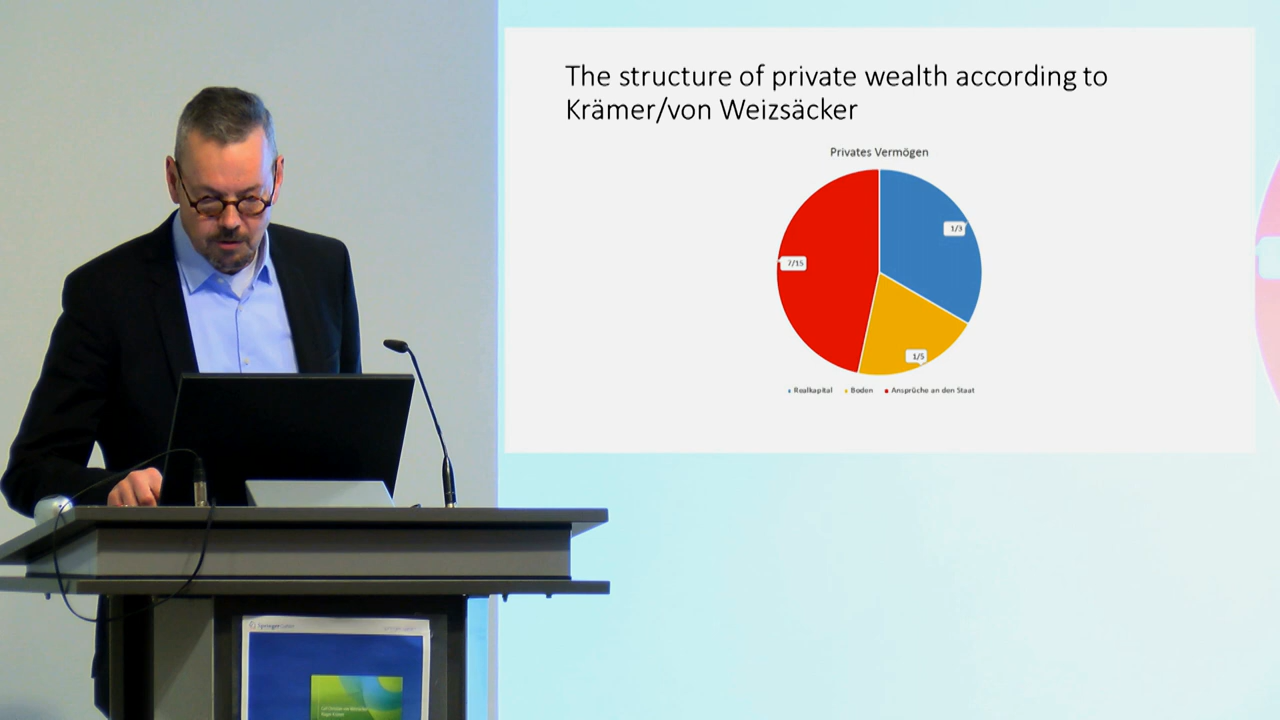 The structure of private wealth according to
Krämer/von Weizsäcker
Privates Vermögen
1/3
7/15
1/5
Realkapital Boden Ansprüche an den Staat
Springer